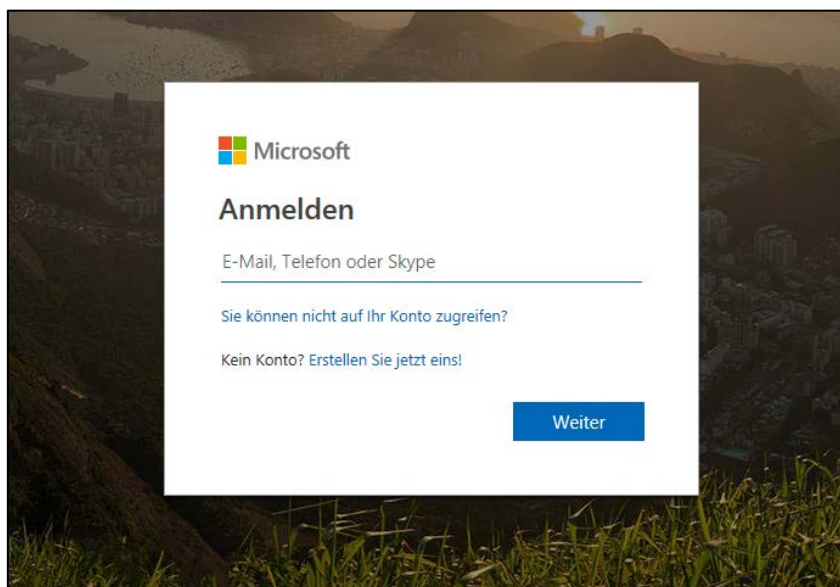 Microsoft
Anmelden
E-Mail, Telefon oder Skype
Sie können nicht auf Ihr Konto zugreifen?
Kein Konto? Erstellen Sie jetzt eins!
Weiter